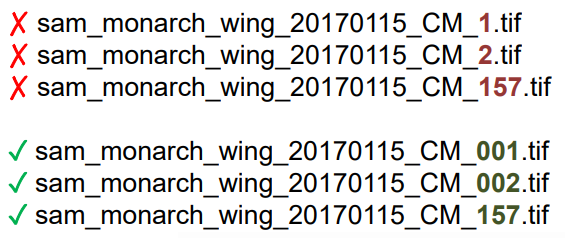 ✗ sam_monarch_wing_20170115_CM_1.tif
✗ sam_monarch_wing_20170115_CM_2.tif
✗ sam_monarch_wing_20170115_CM_157.tif
✓ sam_monarch_wing_20170115_CM_001.tif
✓ sam_monarch_wing_20170115_CM_002.tif
✓ sam_monarch_wing_20170115_CM_157.tif